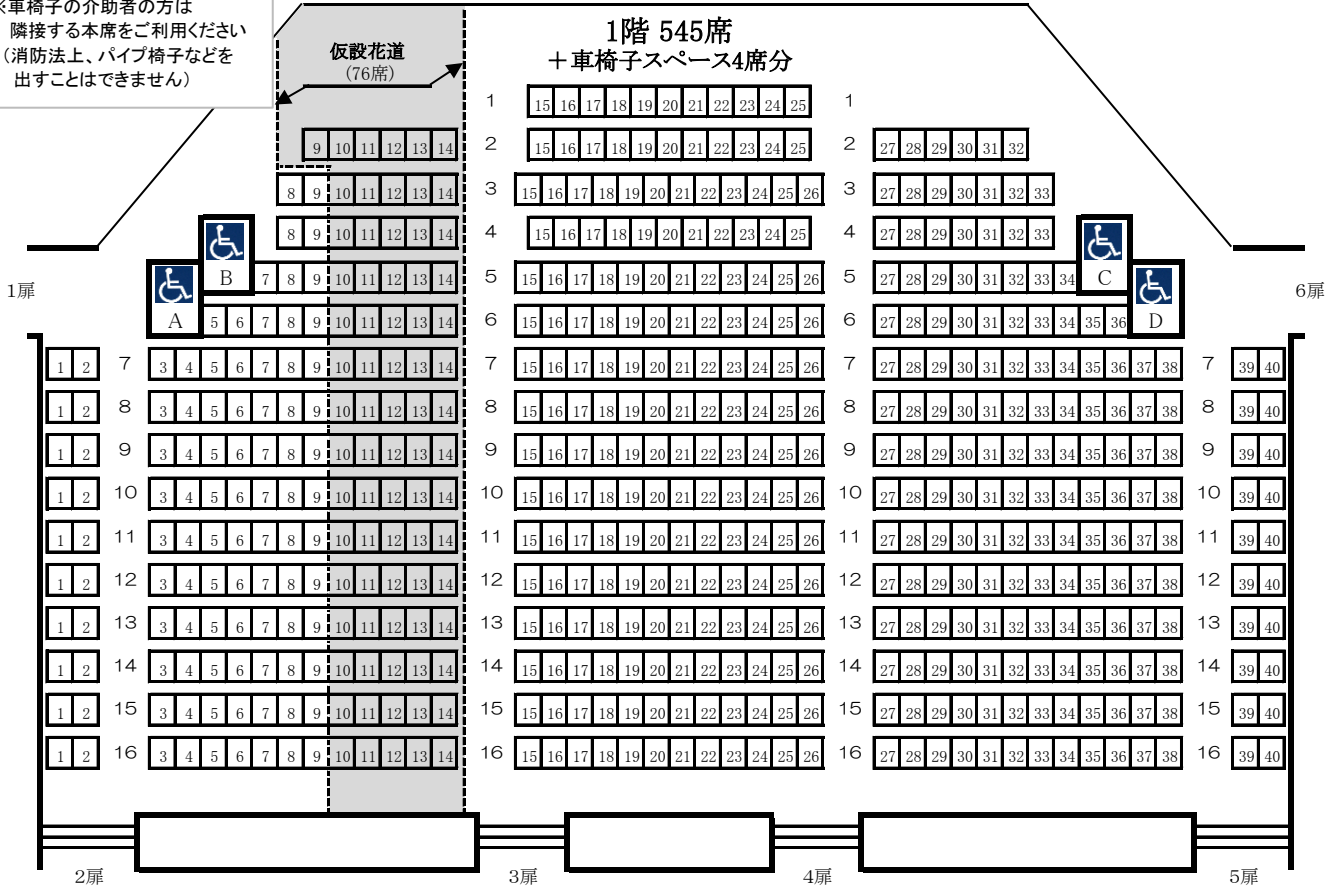 ※車椅子の介助者の方は
隣接する本席をご利用ください
(消防法上、パイプ椅子などを
出すことはできません)
1階 545席
+車椅子スペース4席分
仮設花道
(76席)
1 15 16 17 18 19 20 21 22 23 24 25 1
9 10 11 12 13 14 2 15 16 17 18 19 20 21 22 23 24 25 2 27 28 29 30 31 32
8 9 10 11 12 13 14 3 15 16 17 18 19 20 21 22 23 24 25 26 3 27 28 29 30 31 32 33
8 9 10 11 12 13 14 4 15 16 17 18 19 20 21 22 23 24 25 4 27 28 29 30 31 32 33
1扉 B 7 8 9 10 11 12 13 14 5 15 16 17 18 19 20 21 22 23 24 25 26 5 27 28 29 30 31 32 33 34 C 6扉
A 5 6 7 8 9 10 11 12 13 14 6 15 16 17 18 19 20 21 22 23 24 25 26 6 27 28 29 30 31 32 33 34 35 36 D
1 2 7 3 4 5 6 7 8 9 10 11 12 13 14 7 15 16 17 18 19 20 21 22 23 24 25 26 7 27 28 29 30 31 32 33 34 35 36 37 38 7 39 40
1 2 8 3 4 5 6 7 8 9 10 11 12 13 14 8 15 16 17 18 19 20 21 22 23 24 25 26 8 27 28 29 30 31 32 33 34 35 36 37 38 8 39 40
1 2 9 3 4 5 6 7 8 9 10 11 12 13 14 9 15 16 17 18 19 20 21 22 23 24 25 26 9 27 28 29 30 31 32 33 34 35 36 37 38 9 39 40
1 2 10 3 4 5 6 7 8 9 10 11 12 13 14 10 15 16 17 18 19 20 21 22 23 24 25 26 10 27 28 29 30 31 32 33 34 35 36 37 38 10 39 40
1 2 11 3 4 5 6 7 8 9 10 11 12 13 14 11 15 16 17 18 19 20 21 22 23 24 25 26 11 27 28 29 30 31 32 33 34 35 36 37 38 11 39 40
1 2 12 3 4 5 6 7 8 9 10 11 12 13 14 12 15 16 17 18 19 20 21 22 23 24 25 26 12 27 28 29 30 31 32 33 34 35 36 37 38 12 39 40
1 2 13 3 4 5 6 7 8 9 10 11 12 13 14 13 15 16 17 18 19 20 21 22 23 24 25 26 13 27 28 29 30 31 32 33 34 35 36 37 38 13 39 40
1 2 14 3 4 5 6 7 8 9 10 11 12 13 14 14 15 16 17 18 19 20 21 22 23 24 25 26 14 27 28 29 30 31 32 33 34 35 36 37 38 14 39 40
1 2 15 3 4 5 6 7 8 9 10 11 12 13 14 15 15 16 17 18 19 20 21 22 23 24 25 26 15 27 28 29 30 31 32 33 34 35 36 37 38 15 39 40
1 2 16 3 4 5 6 7 8 9 10 11 12 13 14 16 15 16 17 18 19 20 21 22 23 24 25 26 16 27 28 29 30 31 32 33 34 35 36 37 38 16 39 40
2扉 3扉 4扉 5扉